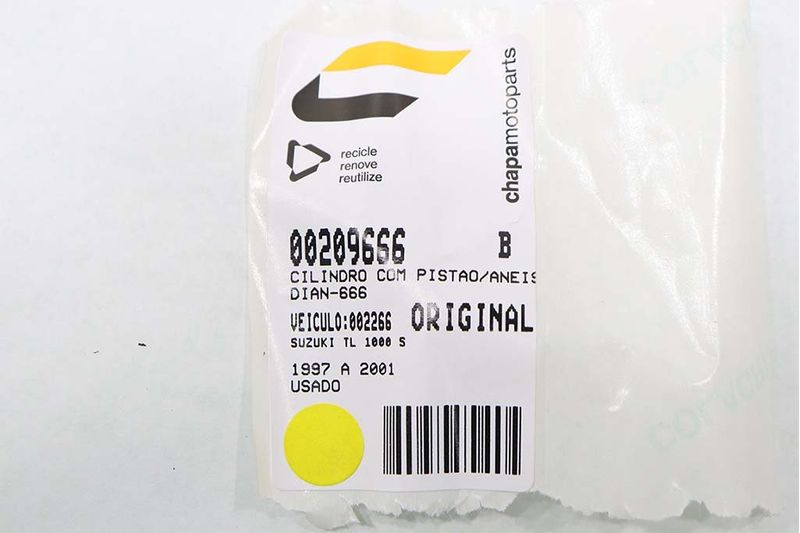 chapamotoparts
recicle
renove
reutilize
00209666 B
CILINDRO COM PISTAO/ANEIS
DIAN-666
VEICULO:002266 ORIGINAL
SUZUKI TL 1000 S
1997 A 2001
USADO